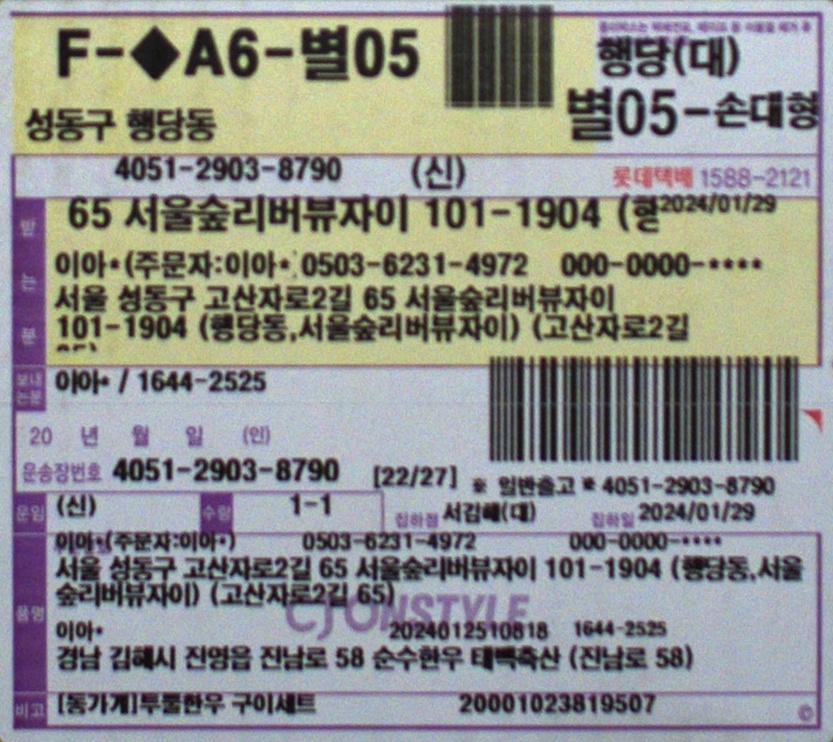 F-◆A6-별05
행당(대)
별05-손대형
성동구 행당동
4051-2903-8790 (신)
롯데택배 1588-2121
65 서울숲리버뷰자이 101-1904 (행 2024/01/29
받는분
이아*(주문자:이아*) 0503-6231-4972 000-0000-****
서울 성동구 고산자로2길 65 서울숲리버뷰자이
101-1904 (행당동,서울숲리버뷰자이) (고산자로2길
보내는분
이아* / 1644-2525
20 년 월 일 (인)
운송장번호 4051-2903-8790 [22/27] ※ 일반출고 * 4051-2903-8790
운임 (신) 수량 1-1 집하점 서김해(대) 집하일 2024/01/29
이아*(주문자:이아*) 0503-6231-4972 000-0000-****
서울 성동구 고산자로2길 65 서울숲리버뷰자이 101-1904 (행당동,서울
숲리버뷰자이) (고산자로2길 65)
CJ ONSTYLE
품명
이아* 2024012510818 1644-2525
경남 김해시 진영읍 진남로 58 순수한우 태백축산 (진남로 58)
비고 [동가게]투뿔한우 구이세트 20001023819507